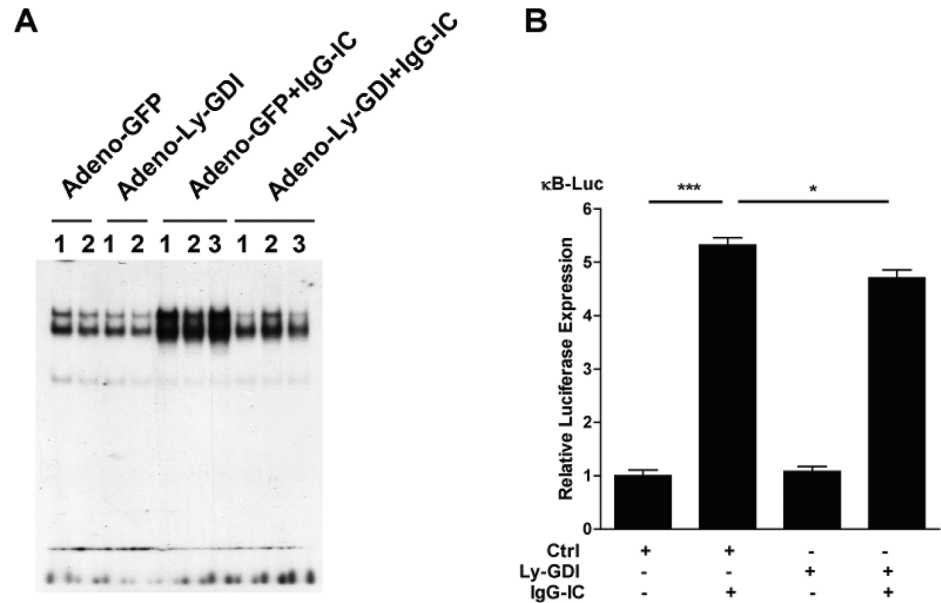 A
Adeno-GFP
Adeno-Ly-GDI
Adeno-GFP+IgG-IC
Adeno-Ly-GDI+IgG-IC
1 2 1 2 1 2 3 1 2 3
B
κB-Luc
***
*
Relative Luciferase Expression
6
5
4
3
2
1
0
Ctrl + + - -
Ly-GDI - - + +
IgG-IC - + - +